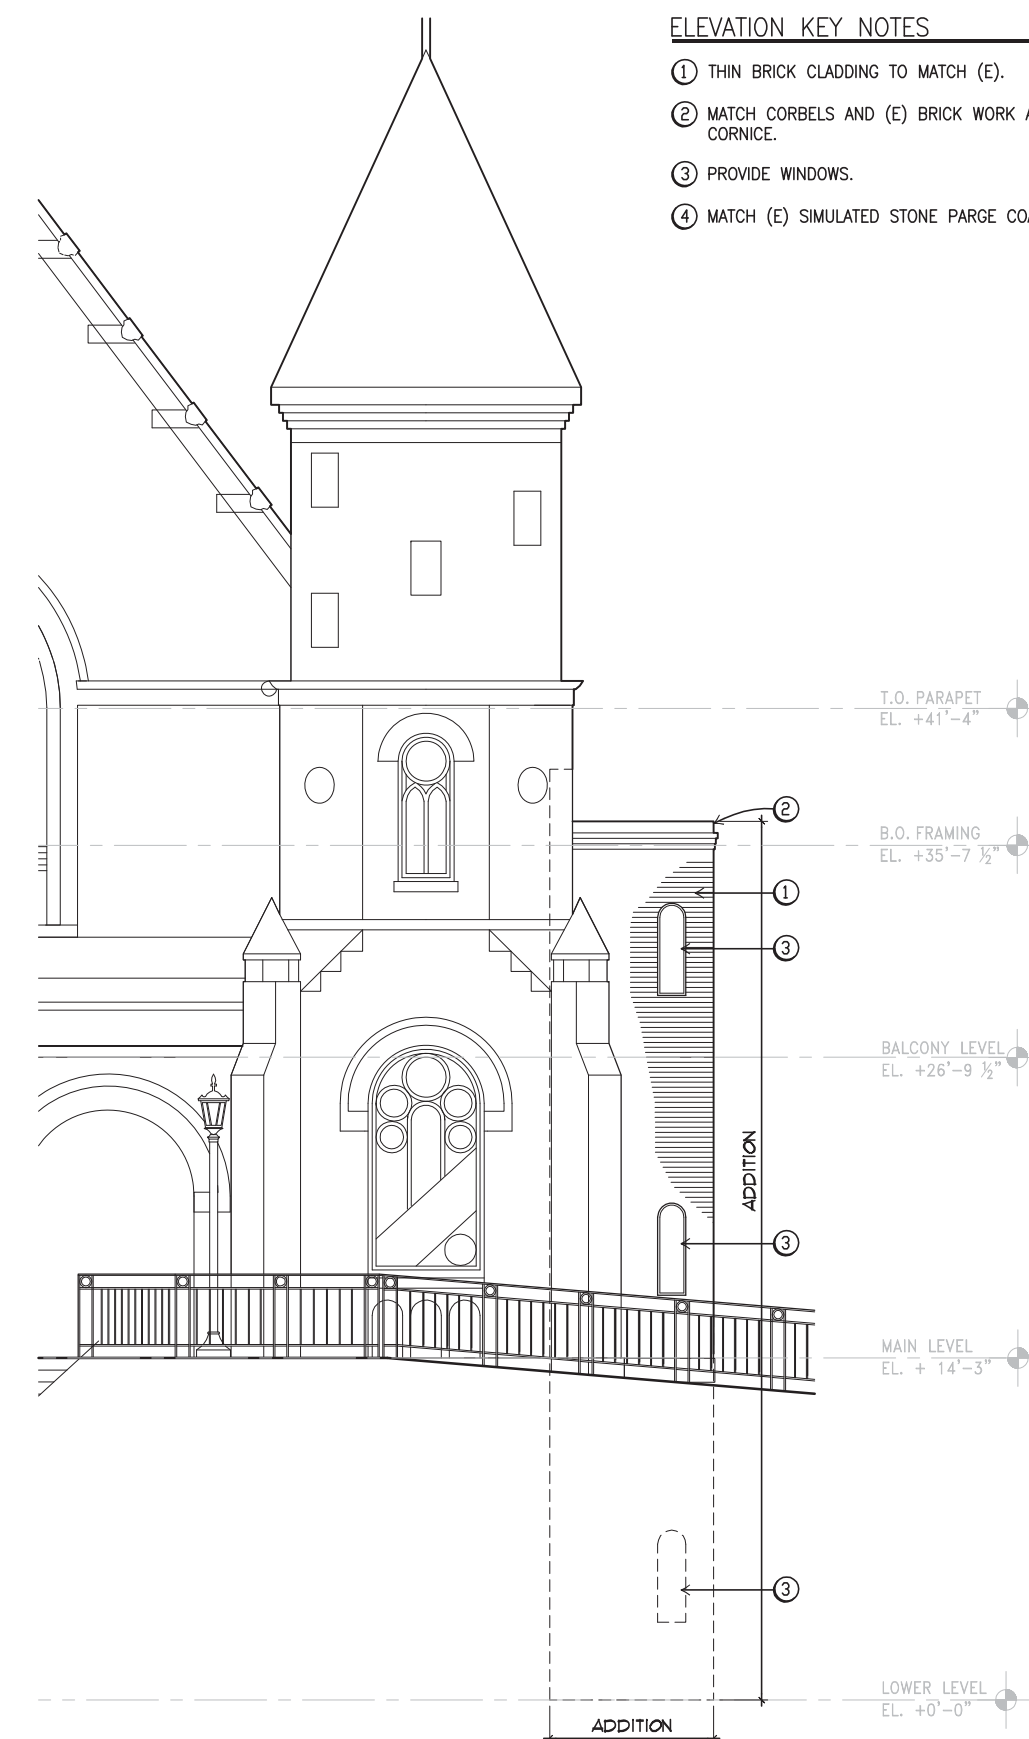 ELEVATION KEY NOTES
1 THIN BRICK CLADDING TO MATCH (E).
2 MATCH CORBELS AND (E) BRICK WORK
CORNICE.
3 PROVIDE WINDOWS.
4 MATCH (E) SIMULATED STONE PARGE
T.O. PARAPET
EL. +41'-4"
2
B.O. FRAMING
EL. +35'-7 ½"
1
3
BALCONY LEVEL
EL. +26'-9 ½"
ADDITION
3
MAIN LEVEL
EL. + 14'-3"
3
LOWER LEVEL
EL. +0'-0"
ADDITION